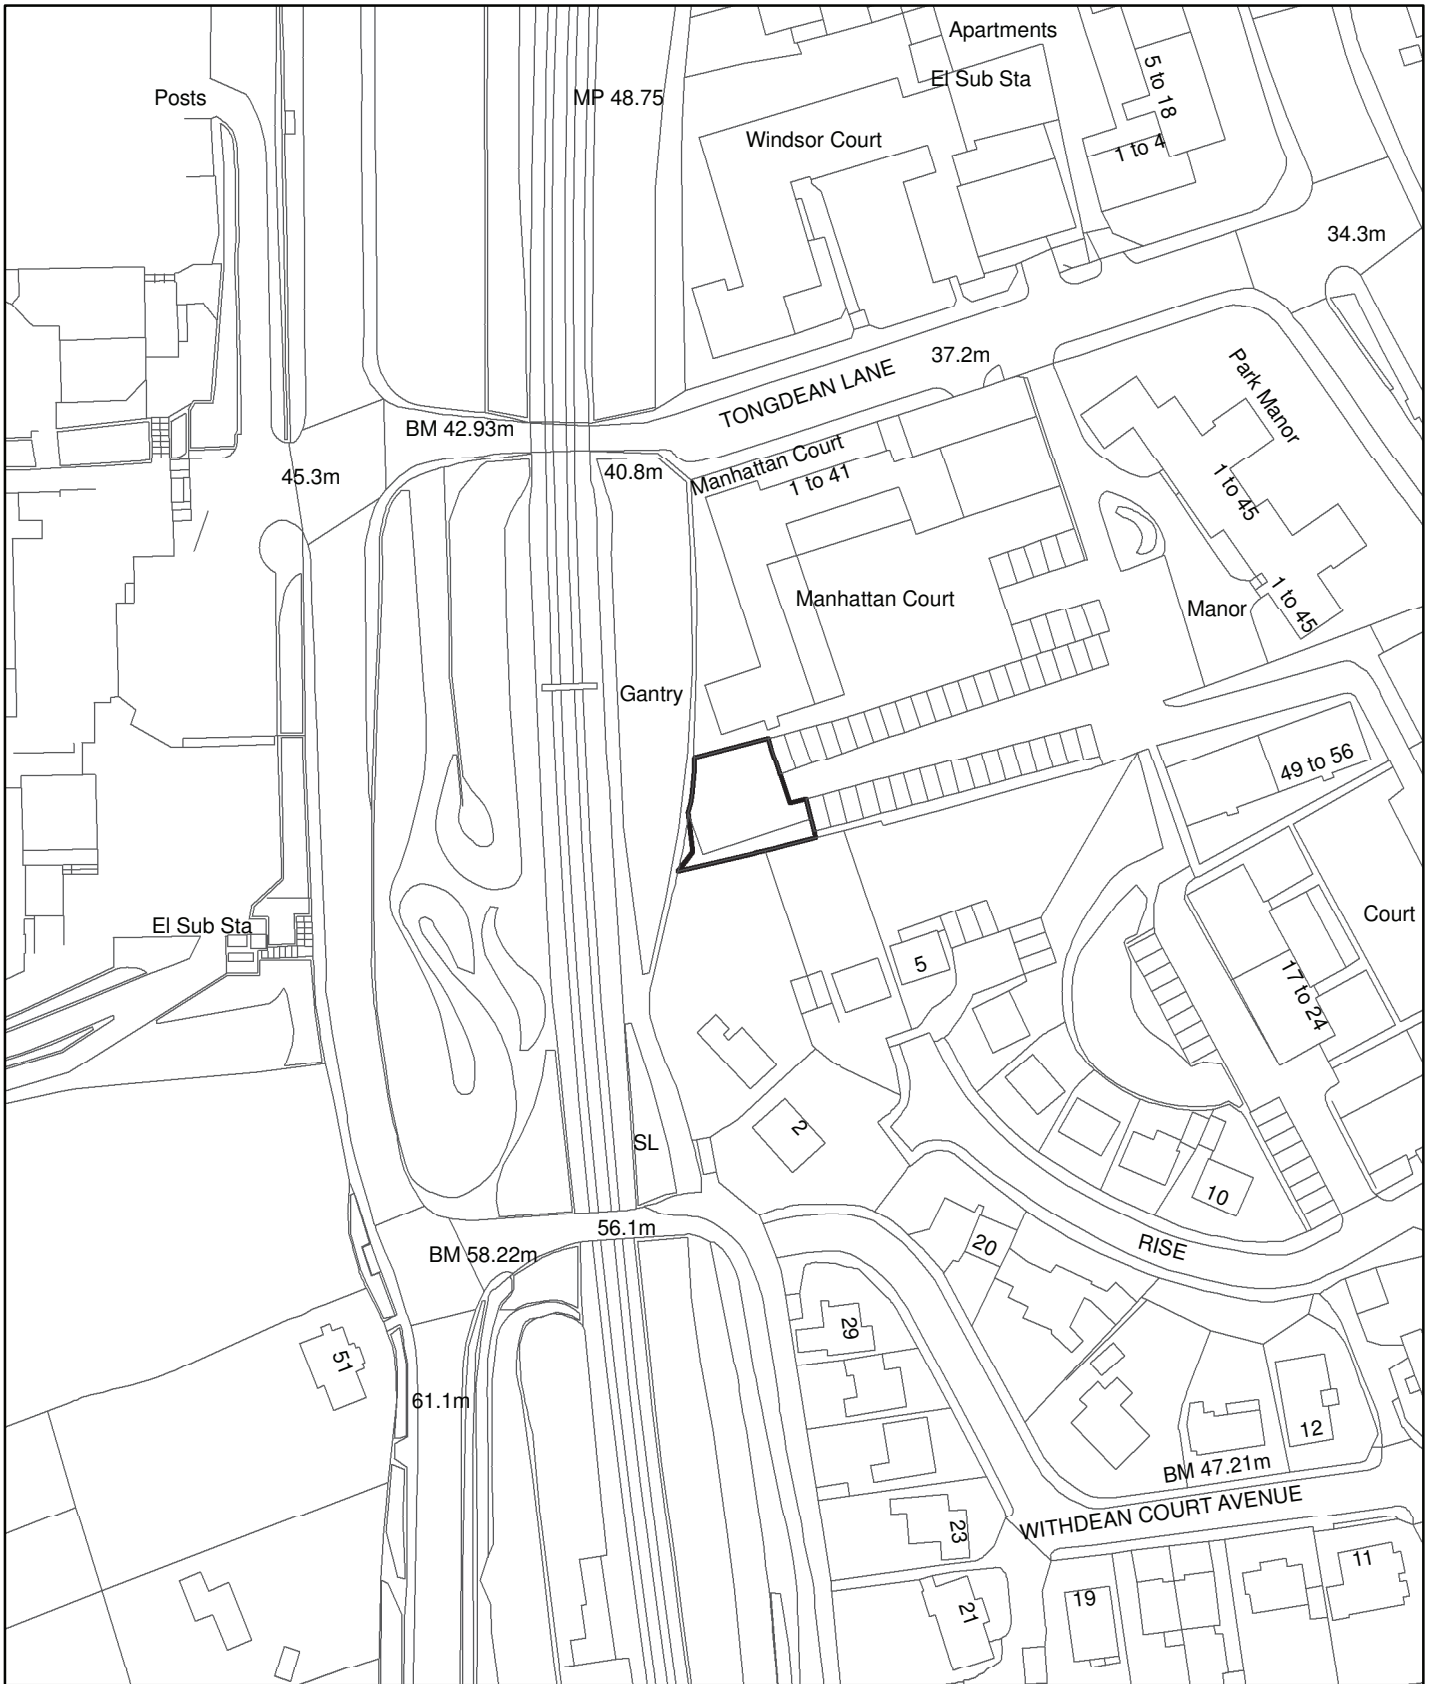 Apartments
El Sub Sta
5 to 18
Posts
MP 48.75
Windsor Court
1 to 4
34.3m
37.2m
Park Manor
TONGDEAN LANE
BM 42.93m
Manhattan Court
1 to 41
45.3m
40.8m
1 to 45
Manhattan Court
Manor
1 to 45
Gantry
49 to 56
Court
El Sub Sta
5
17 to 24
2
SL
10
56.1m
20
RISE
BM 58.22m
29
51
61.1m
12
BM 47.21m
WITHDEAN COURT AVENUE
23
11
19
21